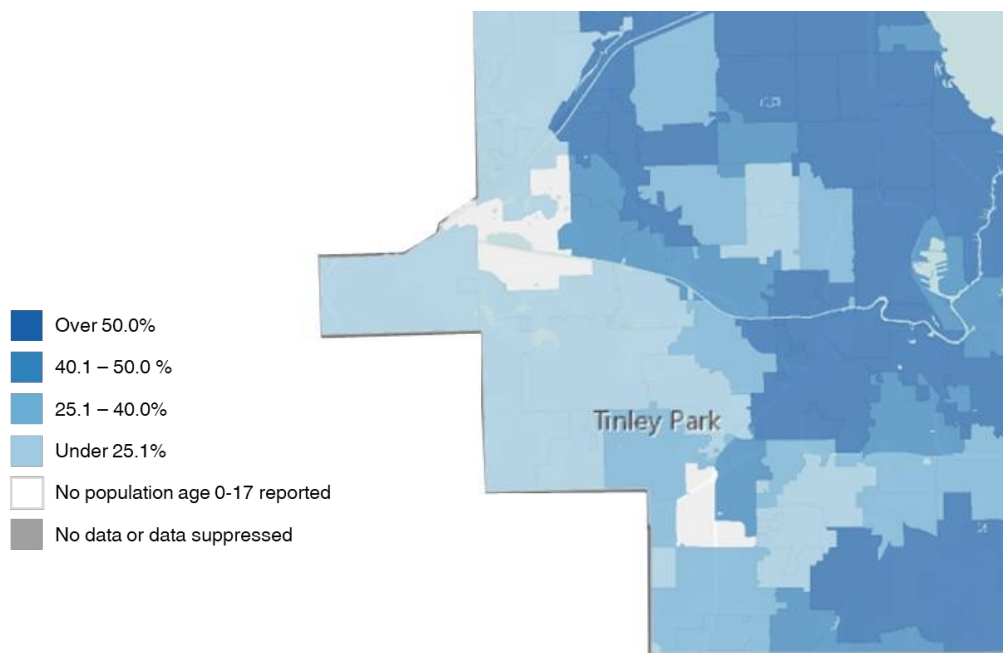 Over 50.0%
40.1 – 50.0 %
25.1 – 40.0%
Under 25.1%
No population age 0-17 reported
No data or data suppressed
Tinley Park